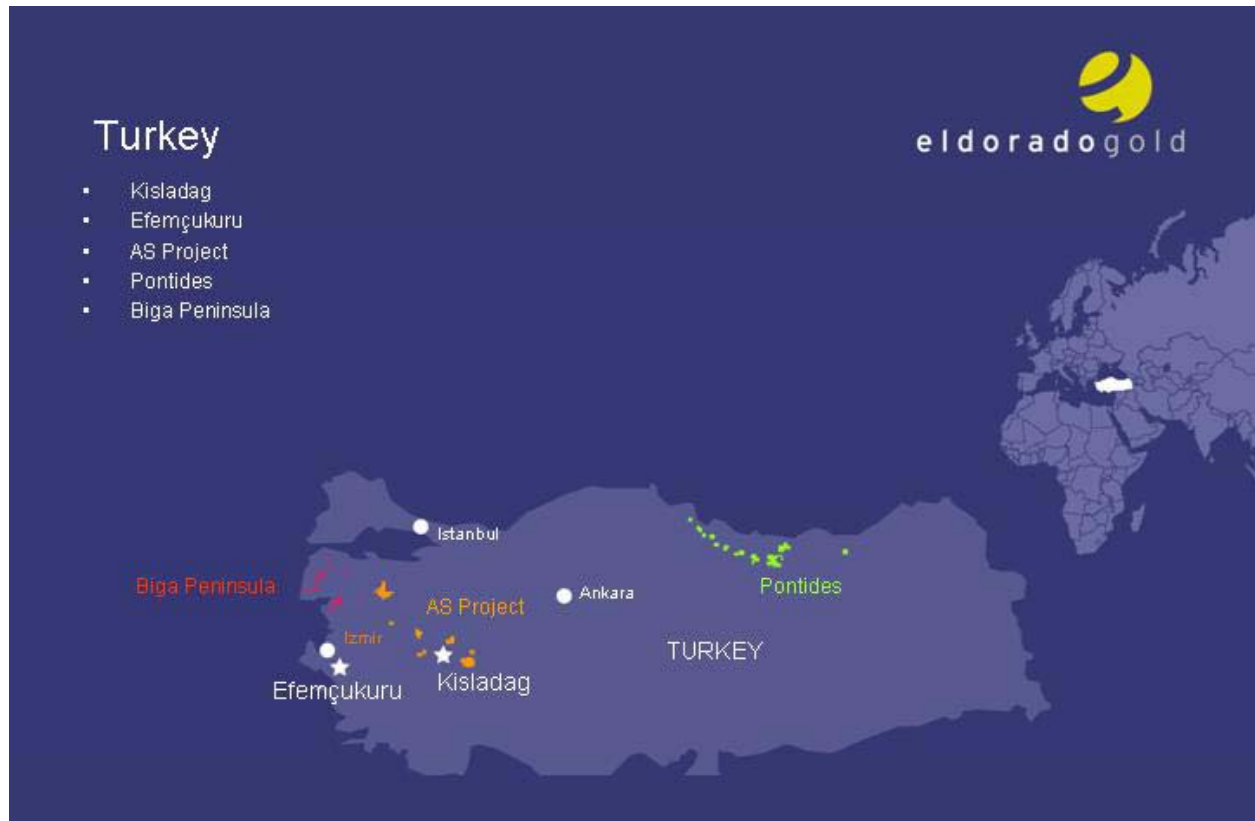 eldoradogold
Turkey
▪ Kisladag
▪ Efemçukuru
▪ AS Project
▪ Pontides
▪ Biga Peninsula
Istanbul
Biga Peninsula
Ankara
Pontides
AS Project
Izmir
TURKEY
Efemçukuru
Kisladag